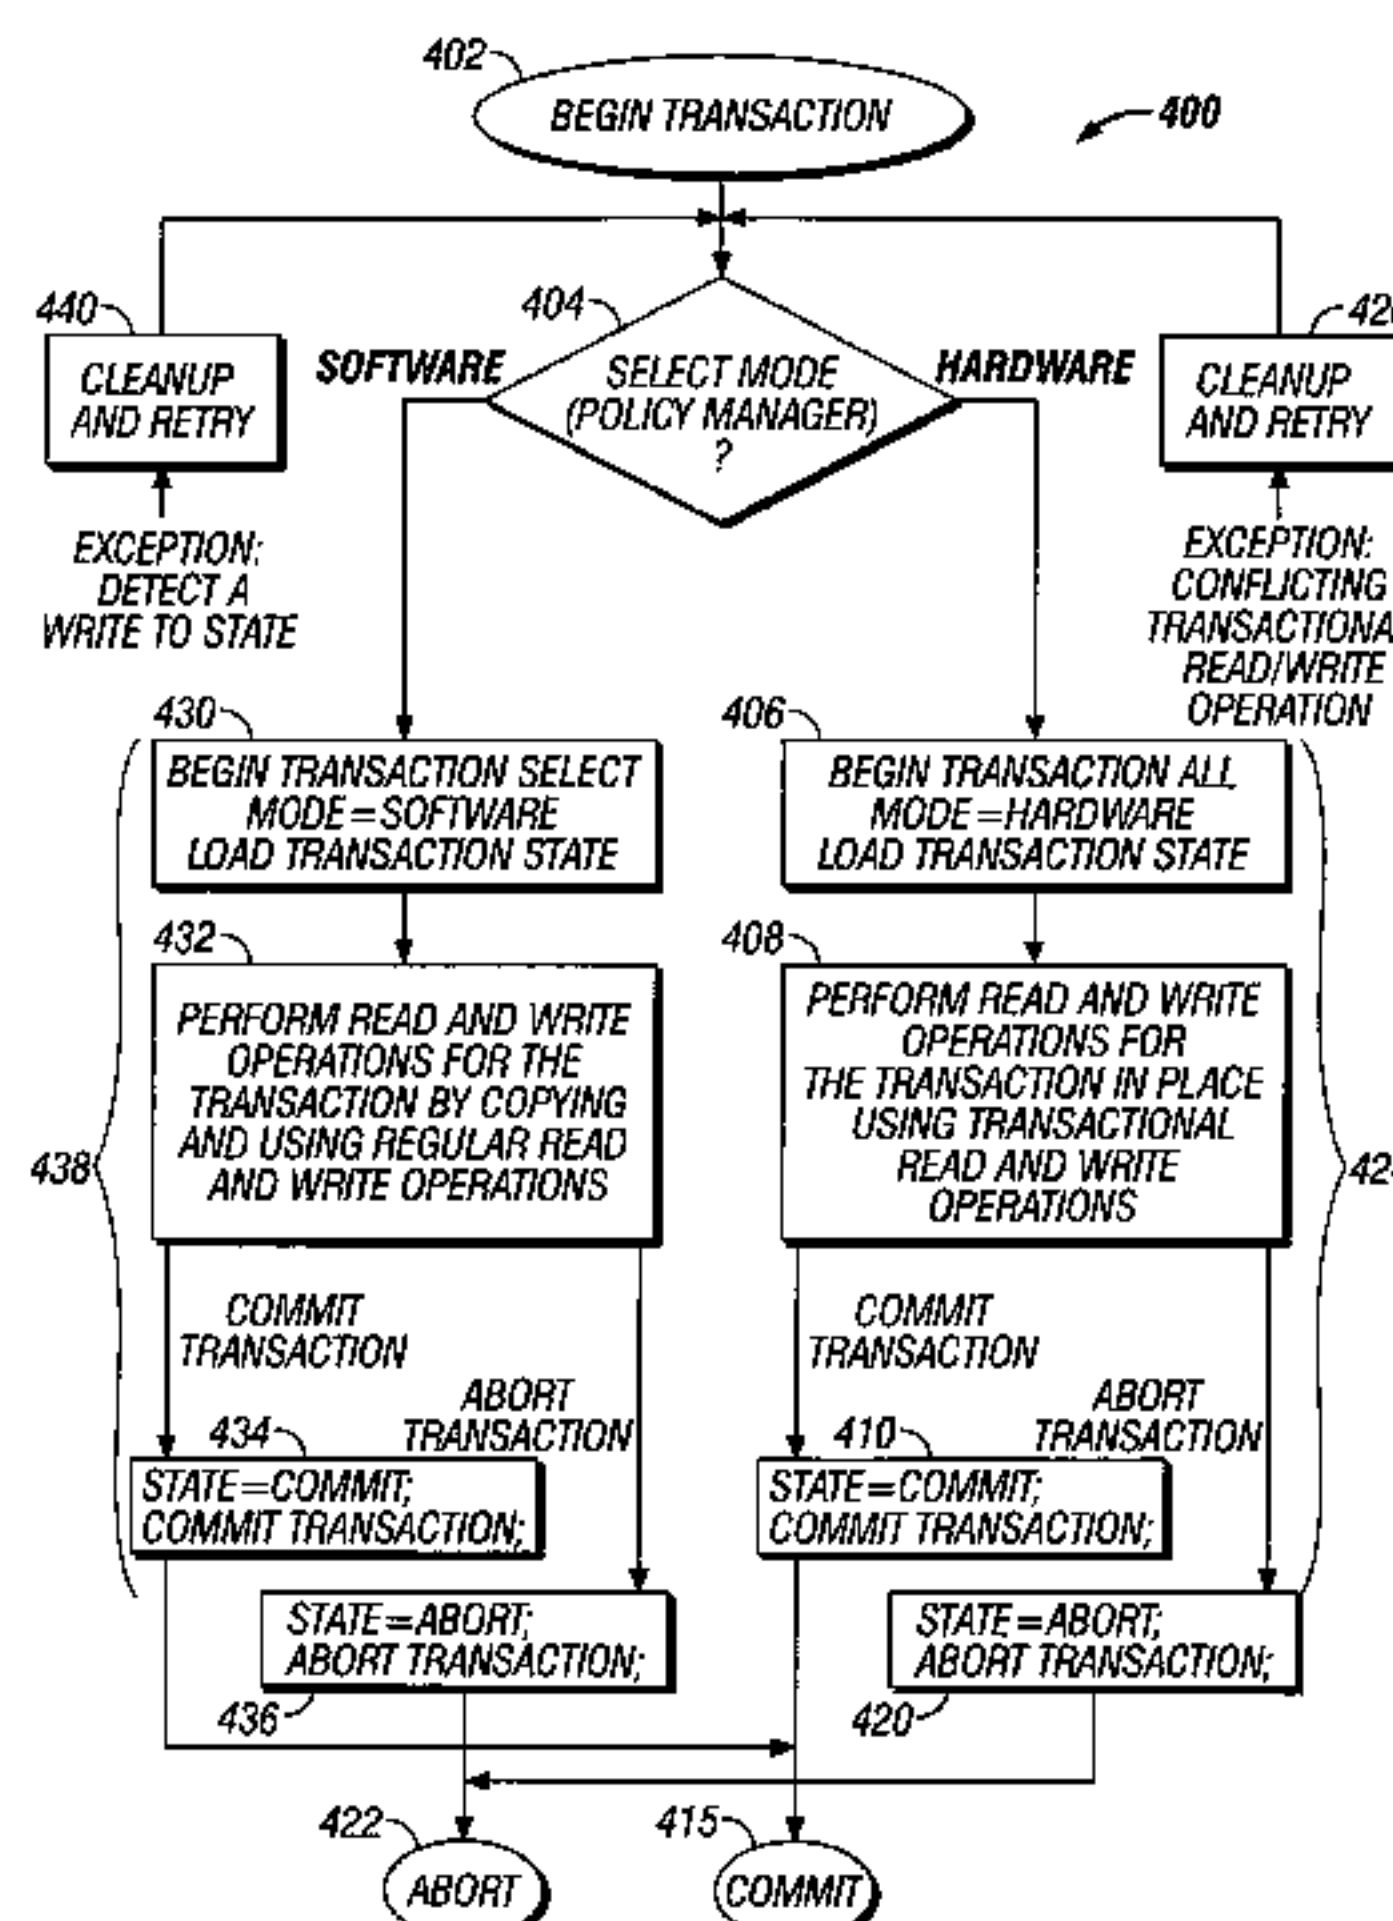 402
BEGIN TRANSACTION
400
440
CLEANUP
AND RETRY
404
SOFTWARE
SELECT MODE
(POLICY MANAGER)
?
HARDWARE
CLEANUP
AND RETRY
EXCEPTION:
DETECT A
WRITE TO STATE
EXCEPTION:
CONFLICTING
READ/WRITE
OPERATION
430
BEGIN TRANSACTION SELECT
MODE=SOFTWARE
LOAD TRANSACTION STATE
406
BEGIN TRANSACTION ALL
MODE=HARDWARE
LOAD TRANSACTION STATE
432
PERFORM READ AND WRITE
OPERATIONS FOR THE
TRANSACTION BY COPYING
AND USING REGULAR READ
AND WRITE OPERATIONS
408
PERFORM READ AND WRITE
OPERATIONS FOR
THE TRANSACTION IN PLACE
USING TRANSACTIONAL
READ AND WRITE
OPERATIONS
438
COMMIT
TRANSACTION
ABORT
TRANSACTION
COMMIT
TRANSACTION
ABORT
TRANSACTION
434
STATE=COMMIT;
COMMIT TRANSACTION;
410
STATE=COMMIT;
COMMIT TRANSACTION;
STATE=ABORT;
ABORT TRANSACTION;
436
STATE=ABORT;
ABORT TRANSACTION;
420
422
ABORT
415
COMMIT